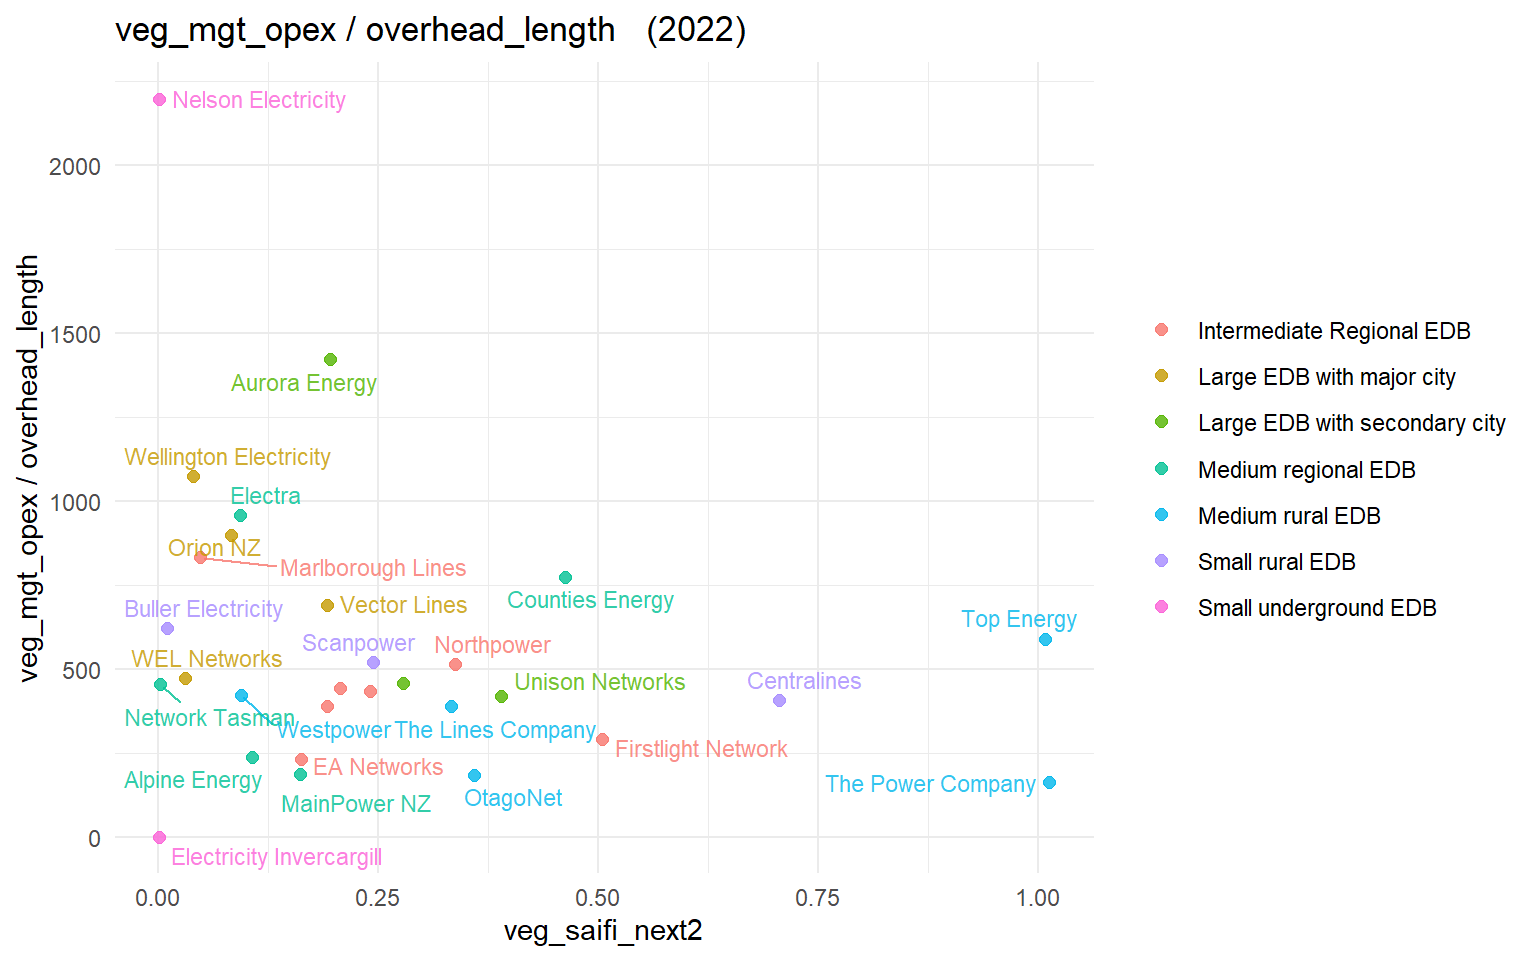 veg_mgt_opex / overhead_length (2022)
Nelson Electricity
2000
1500
Aurora Energy
Wellington Electricity
Electra
1000
Orion NZ
Marlborough Lines
Counties Energy
Vector Lines
Buller Electricity
Top Energy
Scanpower
Northpower
WEL Networks
500
Unison Networks
Centralines
Network Tasman
Westpower
The Lines Company
Firstlight Network
EA Networks
Alpine Energy
The Power Company
OtagoNet
MainPower NZ
0
Electricity Invercargill
0.00
0.25
0.50
0.75
1.00
veg_saifi_next2
veg_mgt_opex / overhead_length
Intermediate Regional EDB
Large EDB with major city
Large EDB with secondary city
Medium regional EDB
Medium rural EDB
Small rural EDB
Small underground EDB